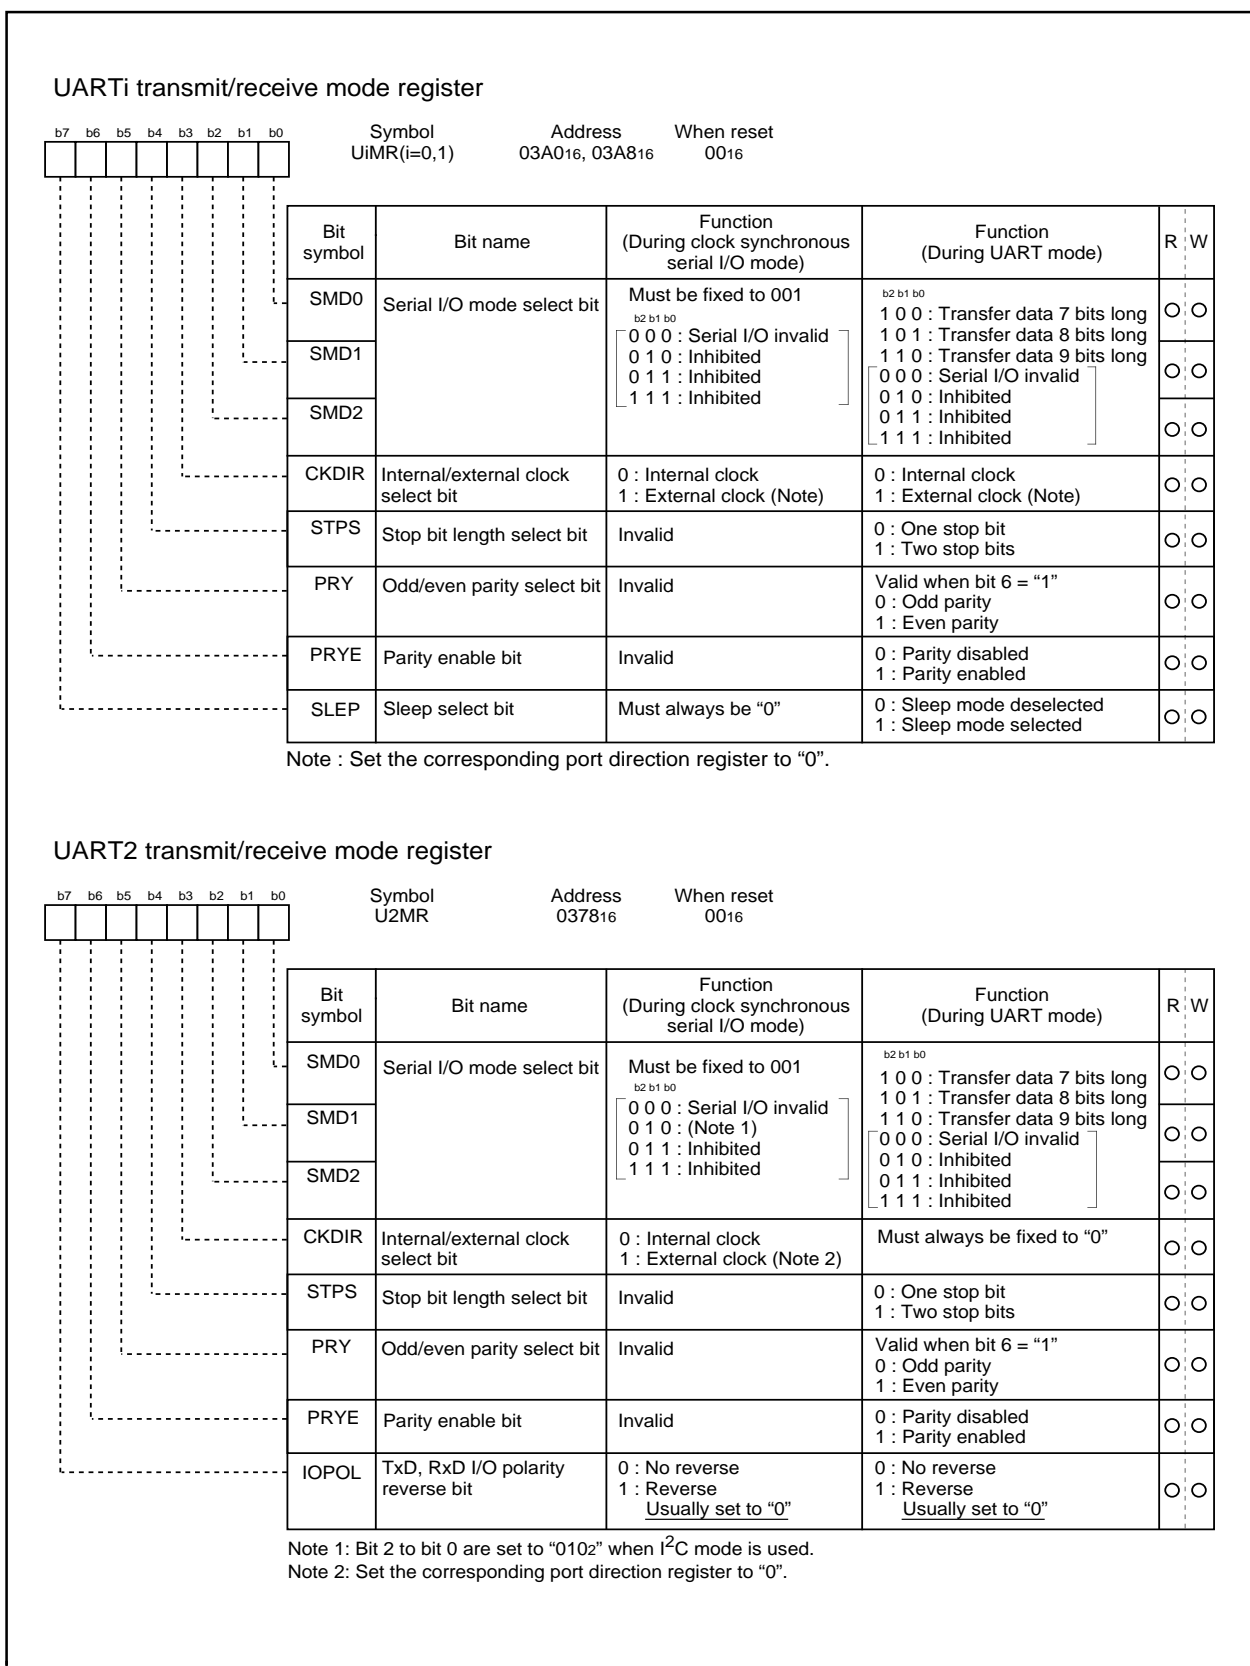 UARTi transmit/receive mode register
b7 b6 b5 b4 b3 b2 b1 b0
Symbol Address When reset
UiMR(i=0,1) 03A016, 03A816 0016
Bit symbol Bit name Function (During clock synchronous serial I/O mode) Function (During UART mode) R W
SMD0 Serial I/O mode select bit
SMD1
SMD2
Must be fixed to 001
b2 b1 b0
0 0 0 : Serial I/O invalid
0 1 0 : Inhibited
0 1 1 : Inhibited
1 1 1 : Inhibited
b2 b1 b0
1 0 0 : Transfer data 7 bits long
1 0 1 : Transfer data 8 bits long
1 1 0 : Transfer data 9 bits long
0 0 0 : Serial I/O invalid
0 1 0 : Inhibited
0 1 1 : Inhibited
1 1 1 : Inhibited
CKDIR Internal/external clock select bit
0 : Internal clock
1 : External clock (Note)
0 : Internal clock
1 : External clock (Note)
STPS Stop bit length select bit Invalid
0 : One stop bit
1 : Two stop bits
PRY Odd/even parity select bit Invalid
Valid when bit 6 = “1”
0 : Odd parity
1 : Even parity
PRYE Parity enable bit Invalid
0 : Parity disabled
1 : Parity enabled
SLEP Sleep select bit Must always be “0”
0 : Sleep mode deselected
1 : Sleep mode selected
Note : Set the corresponding port direction register to “0”.
UART2 transmit/receive mode register
b7 b6 b5 b4 b3 b2 b1 b0
Symbol Address When reset
U2MR 037816 0016
Bit symbol Bit name Function (During clock synchronous serial I/O mode) Function (During UART mode) R W
SMD0 Serial I/O mode select bit
SMD1
SMD2
Must be fixed to 001
b2 b1 b0
0 0 0 : Serial I/O invalid
0 1 0 : (Note 1)
0 1 1 : Inhibited
1 1 1 : Inhibited
b2 b1 b0
1 0 0 : Transfer data 7 bits long
1 0 1 : Transfer data 8 bits long
1 1 0 : Transfer data 9 bits long
0 0 0 : Serial I/O invalid
0 1 0 : Inhibited
0 1 1 : Inhibited
1 1 1 : Inhibited
CKDIR Internal/external clock select bit
0 : Internal clock
1 : External clock (Note 2)
Must always be fixed to “0”
STPS Stop bit length select bit Invalid
0 : One stop bit
1 : Two stop bits
PRY Odd/even parity select bit Invalid
Valid when bit 6 = “1”
0 : Odd parity
1 : Even parity
PRYE Parity enable bit Invalid
0 : Parity disabled
1 : Parity enabled
IOPOL TxD, RxD I/O polarity reverse bit
0 : No reverse
1 : Reverse
Usually set to “0”
0 : No reverse
1 : Reverse
Usually set to “0”
Note 1: Bit 2 to bit 0 are set to “0102” when I2C mode is used.
Note 2: Set the corresponding port direction register to “0”.